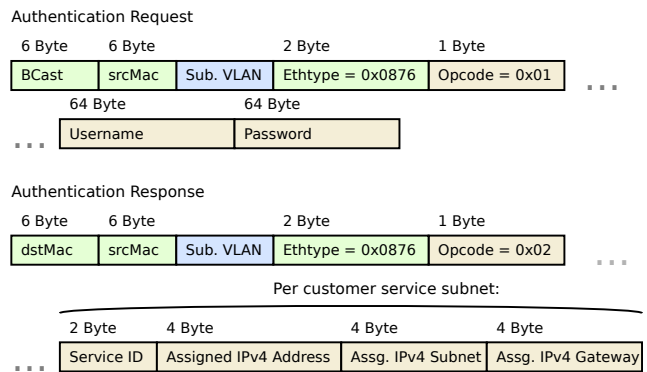 Authentication Request
6 Byte 6 Byte 2 Byte 1 Byte
BCast srcMac Sub. VLAN Ethtype = 0x0876 Opcode = 0x01 ...
64 Byte 64 Byte
... Username Password
Authentication Response
6 Byte 6 Byte 2 Byte 1 Byte
dstMac srcMac Sub. VLAN Ethtype = 0x0876 Opcode = 0x02 ...
Per customer service subnet:
2 Byte 4 Byte 4 Byte 4 Byte
... Service ID Assigned IPv4 Address Assg. IPv4 Subnet Assg. IPv4 Gateway